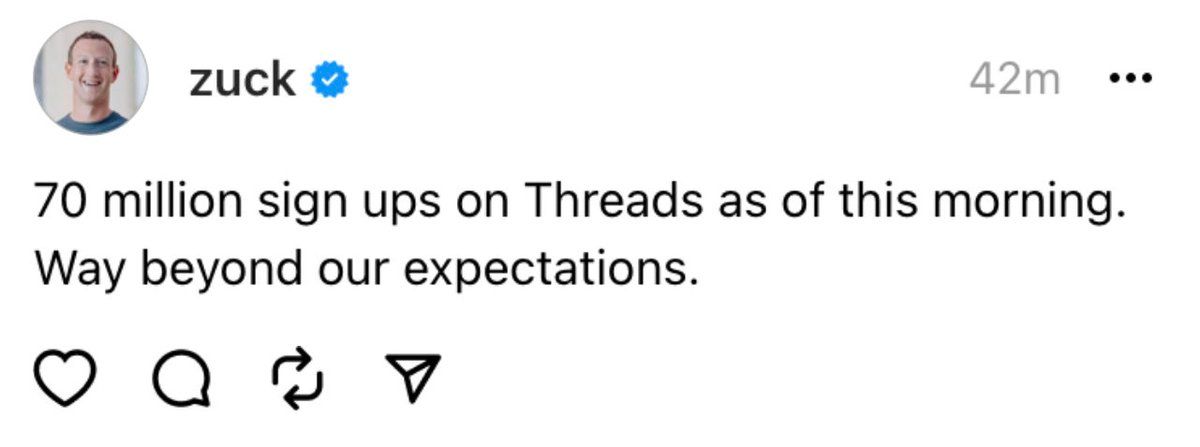 zuck 42m
70 million sign ups on Threads as of this morning.
Way beyond our expectations.